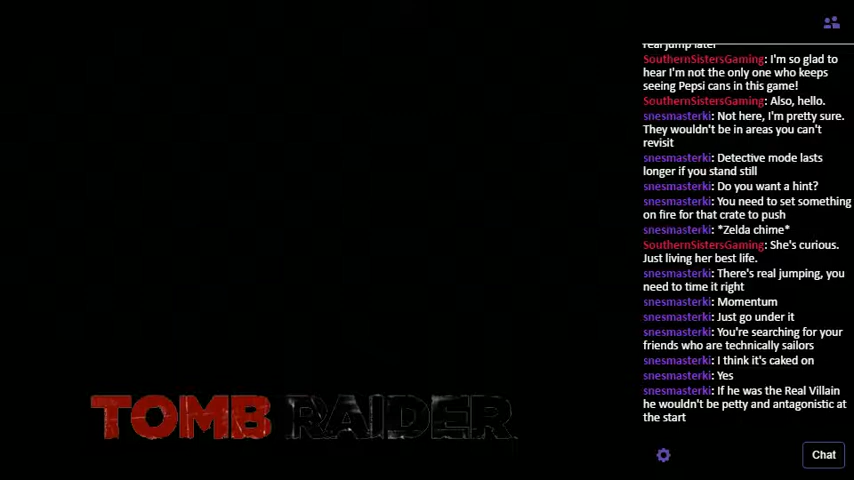 real jump later
SouthernSistersGaming: I'm so glad to
hear I'm not the only one who keeps
seeing Pepsi cans in this game!
SouthernSistersGaming: Also, hello.
snesmasterki: Not here, I'm pretty sure.
They wouldn't be in areas you can't
revisit
snesmasterki: Detective mode lasts
longer if you stand still
snesmasterki: Do you want a hint?
snesmasterki: You need to set something
on fire for that crate to push
snesmasterki: *Zelda chime*
SouthernSistersGaming: She's curious.
Just living her best life.
snesmasterki: There's real jumping, you
need to time it right
snesmasterki: Momentum
snesmasterki: Just go under it
snesmasterki: You're searching for your
friends who are technically sailors
snesmasterki: I think it's caked on
snesmasterki: Yes
snesmasterki: If he was the Real Villain
he wouldn't be petty and antagonistic at
the start
TOMB RAIDER
Chat